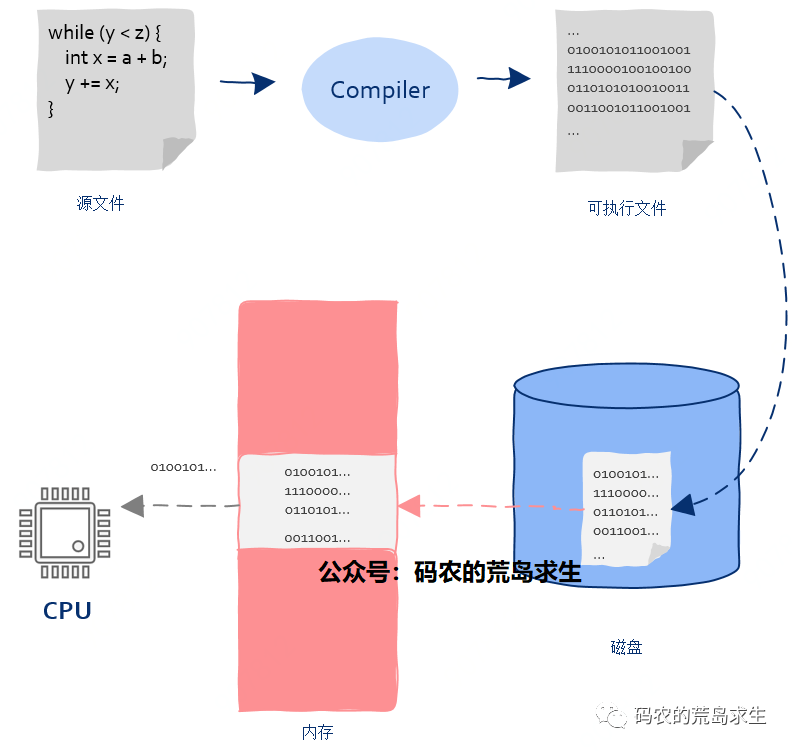 while (y < z) {
int x = a + b;
y += x;
}
Compiler
...
0100101011001001
1110000100100100
0110101010010011
0011001011001001
...
源文件
可执行文件
0100101...
0100101...
1110000...
0110101...
0011001...
0100101...
1110000...
0110101...
0011001...
...
公众号：码农的荒岛求生
CPU
磁盘
码农的荒岛求生
内存